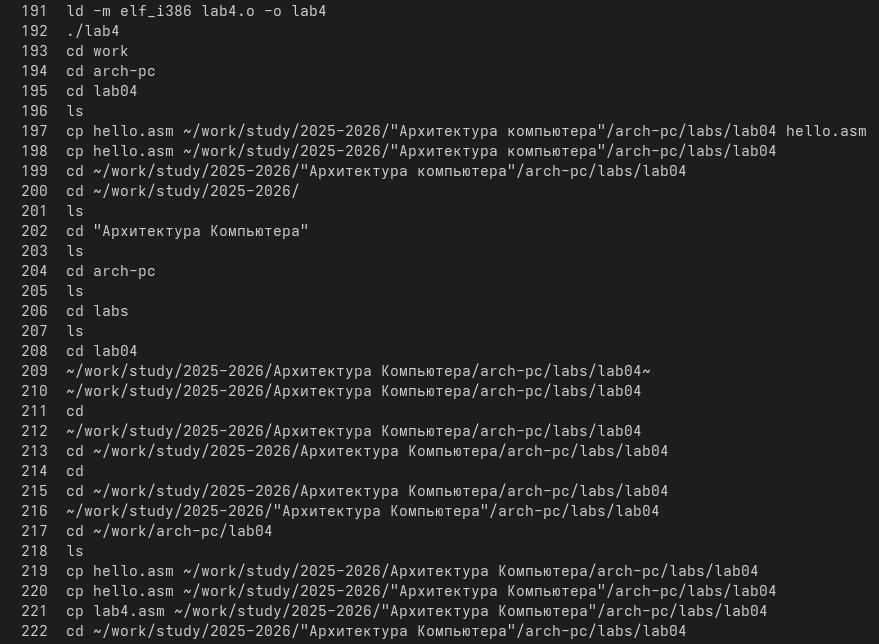 191 ld -m elf_i386 lab4.o -o lab4
192 ./lab4
193 cd work
194 cd arch-pc
195 cd lab04
196 ls
197 cp hello.asm ~/work/study/2025-2026/"Архитектура компьютера"/arch-pc/labs/lab04 hello.asm
198 cp hello.asm ~/work/study/2025-2026/"Архитектура компьютера"/arch-pc/labs/lab04
199 cd ~/work/study/2025-2026/"Архитектура компьютера"/arch-pc/labs/lab04
200 cd ~/work/study/2025-2026/
201 ls
202 cd "Архитектура Компьютера"
203 ls
204 cd arch-pc
205 ls
206 cd labs
207 ls
208 cd lab04
209 ~/work/study/2025-2026/Архитектура Компьютера/arch-pc/labs/lab04~
210 ~/work/study/2025-2026/Архитектура Компьютера/arch-pc/labs/lab04
211 cd
212 ~/work/study/2025-2026/Архитектура Компьютера/arch-pc/labs/lab04
213 cd ~/work/study/2025-2026/Архитектура Компьютера/arch-pc/labs/lab04
214 cd
215 cd ~/work/study/2025-2026/Архитектура Компьютера/arch-pc/labs/lab04
216 ~/work/study/2025-2026/"Архитектура Компьютера"/arch-pc/labs/lab04
217 cd ~/work/arch-pc/lab04
218 ls
219 cp hello.asm ~/work/study/2025-2026/Архитектура Компьютера/arch-pc/labs/lab04
220 cp hello.asm ~/work/study/2025-2026/"Архитектура Компьютера"/arch-pc/labs/lab04
221 cp lab4.asm ~/work/study/2025-2026/"Архитектура Компьютера"/arch-pc/labs/lab04
222 cd ~/work/study/2025-2026/"Архитектура Компьютера"/arch-pc/labs/lab04